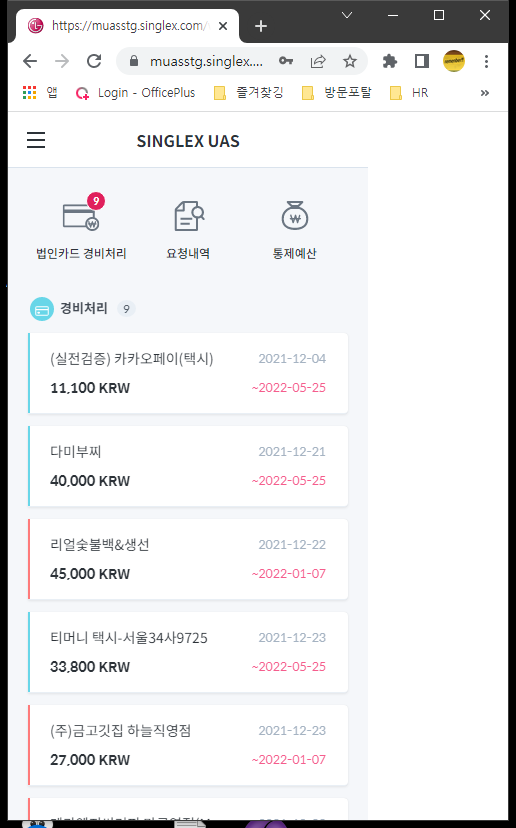 https://muasstg.singlex.com/
muasstg.singlex....
앱
Login - OfficePlus
즐겨찾깅
방문포탈
HR
SINGLEX UAS
9
법인카드 경비처리
요청내역
통제예산
경비처리 9
(실전검증) 카카오페이(택시) 2021-12-04
11,100 KRW ~2022-05-25
다미부찌 2021-12-21
40,000 KRW ~2022-05-25
리얼숯불백&생선 2021-12-22
45,000 KRW ~2022-01-07
티머니 택시-서울34사9725 2021-12-23
33,800 KRW ~2022-05-25
(주)금고깃집 하늘직영점 2021-12-23
27,000 KRW ~2022-01-07